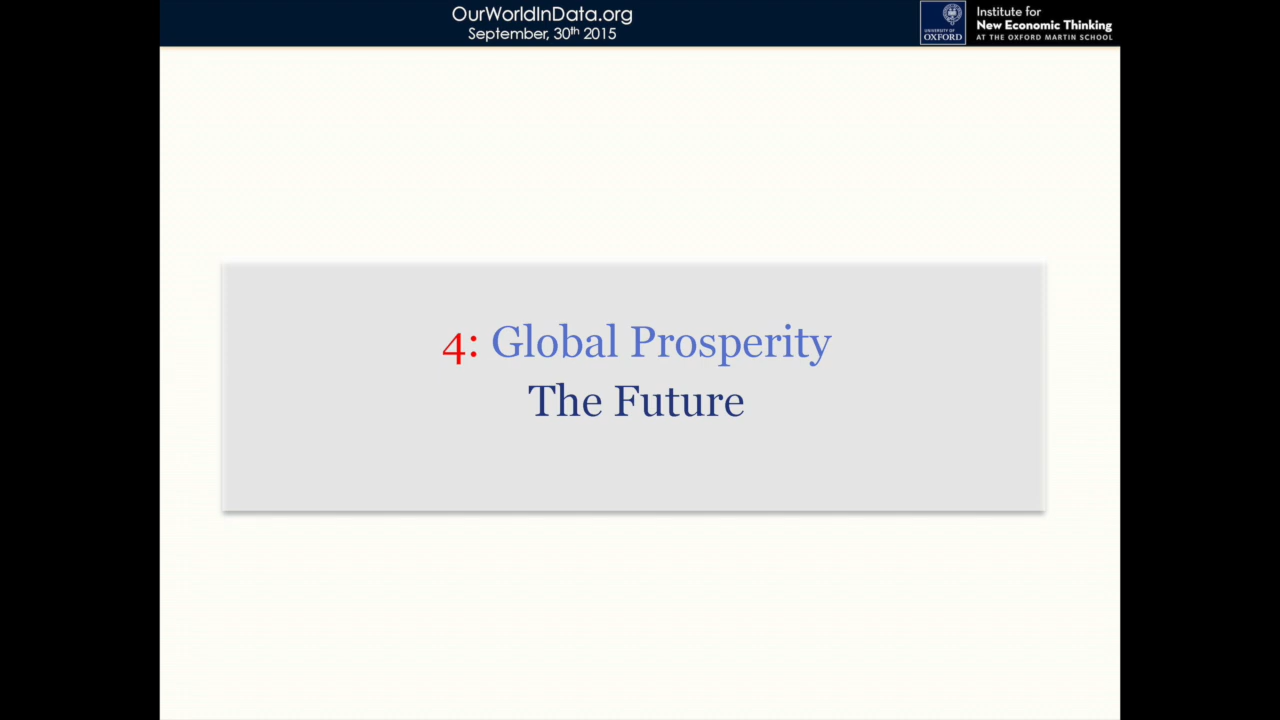 OurWorldInData.org
September, 30th 2015
UNIVERSITY OF
OXFORD
Institute for
New Economic Thinking
AT THE OXFORD MARTIN SCHOOL
4: Global Prosperity
The Future